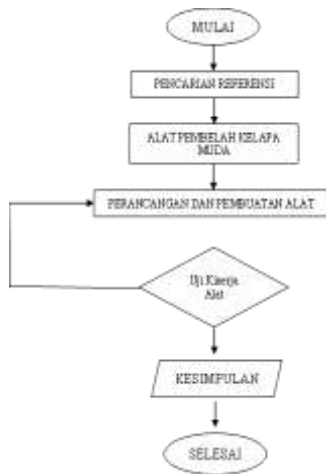 MULAI
PENCARIAN REFERENSI
ALAT PEMBELAH KELAPA
MUDA
PERANCANGAN DAN PEMBUATAN ALAT
Uji Kinerja
Alat
KESIMPULAN
SELESAI